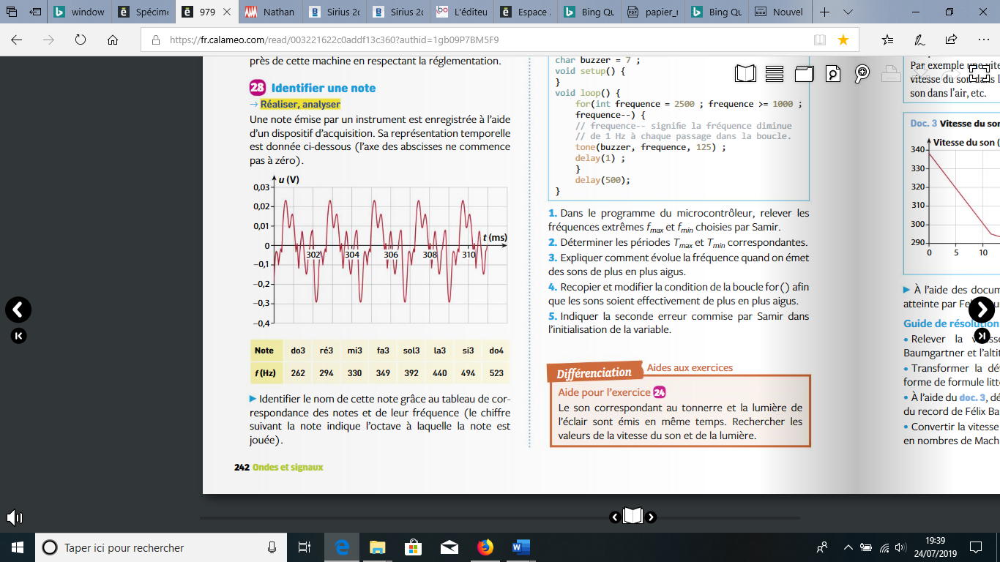 window
Spécime
979
Nathan
Sirius 2c
Sirius 2c
L'éditeu
Espace 2
Bing Qu
papier_r
Bing Qu
Nouvel
https://fr.calameo.com/read/003221622c0addf13c360?authid=1gb09P7BM5F9
près de cette machine en respectant la réglementation.
28 Identifier une note
→ Réaliser, analyser
Une note émise par un instrument est enregistrée à l'aide
d'un dispositif d'acquisition. Sa représentation temporelle
est donnée ci-dessous (l'axe des abscisses ne commence
pas à zéro).
u (V)
0,03
0,02
0,01
0
–0,1
–0,2
–0,3
–0,4
t (ms)
302 304 306 308 310
Note do3 ré3 mi3 fa3 sol3 la3 si3 do4
f (Hz) 262 294 330 349 392 440 494 523
► Identifier le nom de cette note grâce au tableau de cor-
respondance des notes et de leur fréquence (le chiffre
suivant la note indique l'octave à laquelle la note est
jouée).
242 Ondes et signaux
char buzzer = 7 ;
void setup() {
}
void loop() {
for(int frequence = 2500 ; frequence >= 1000 ;
frequence--) {
// frequence-- signifie la fréquence diminue
// de 1 Hz à chaque passage dans la boucle.
tone(buzzer, frequence, 125) ;
delay(1) ;
}
delay(500);
}
1. Dans le programme du microcontrôleur, relever les
fréquences extrêmes fmax et fmin choisies par Samir.
2. Déterminer les périodes Tmax et Tmin correspondantes.
3. Expliquer comment évolue la fréquence quand on émet
des sons de plus en plus aigus.
4. Recopier et modifier la condition de la boucle for() afin
que les sons soient effectivement de plus en plus aigus.
5. Indiquer la seconde erreur commise par Samir dans
l'initialisation de la variable.
Différenciation Aides aux exercices
Aide pour l'exercice 24
Le son correspondant au tonnerre et la lumière de
l'éclair sont émis en même temps. Rechercher les
valeurs de la vitesse du son et de la lumière.
Par exemple une vite
vitesse du son dans l
son dans l'air, etc.
Doc. 3 Vitesse du sor
Vitesse du son (
340
330
320
310
300
290
0 5 10
► À l'aide des docum
atteinte par Fel
Guide de résolution
• Relever la vitesse
Baumgartner et l'altit
• Transformer la dé
forme de formule litté
• À l'aide du doc. 3, dé
du record de Félix Ba
• Convertir la vitesse
en nombres de Mach
Taper ici pour rechercher
19:39
24/07/2019